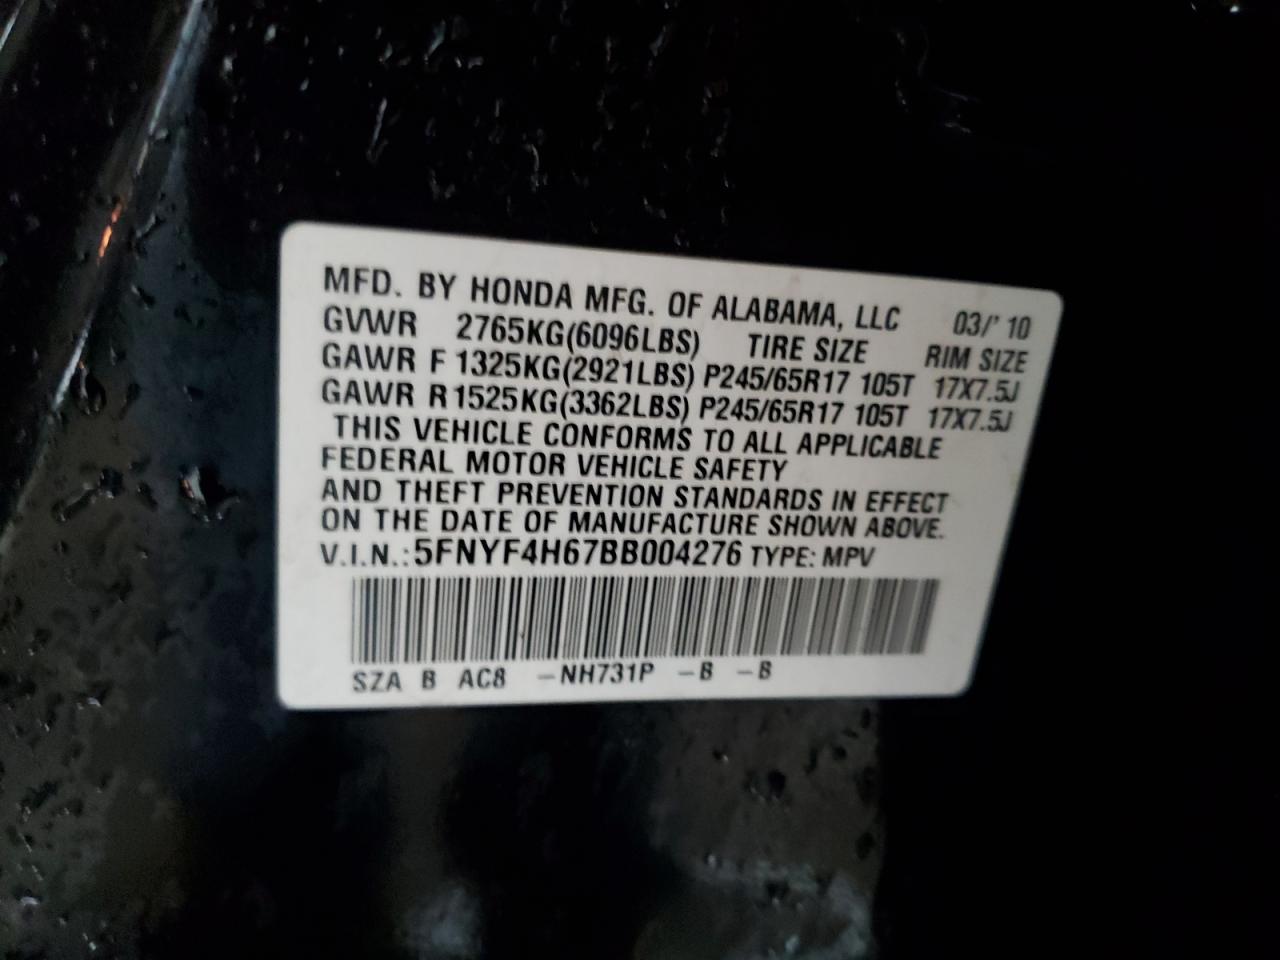 MFD. BY HONDA MFG. OF ALABAMA, LLC 03/'10
GVWR 2765KG(6096LBS) TIRE SIZE RIM SIZE
GAWR F 1325KG(2921LBS) P245/65R17 105T 17X7.5J
GAWR R 1525KG(3362LBS) P245/65R17 105T 17X7.5J
THIS VEHICLE CONFORMS TO ALL APPLICABLE
FEDERAL MOTOR VEHICLE SAFETY
AND THEFT PREVENTION STANDARDS IN EFFECT
ON THE DATE OF MANUFACTURE SHOWN ABOVE.
V.I.N.: 5FNYF4H67BB004276 TYPE: MPV
SZA B AC8 -NH731P -B -B